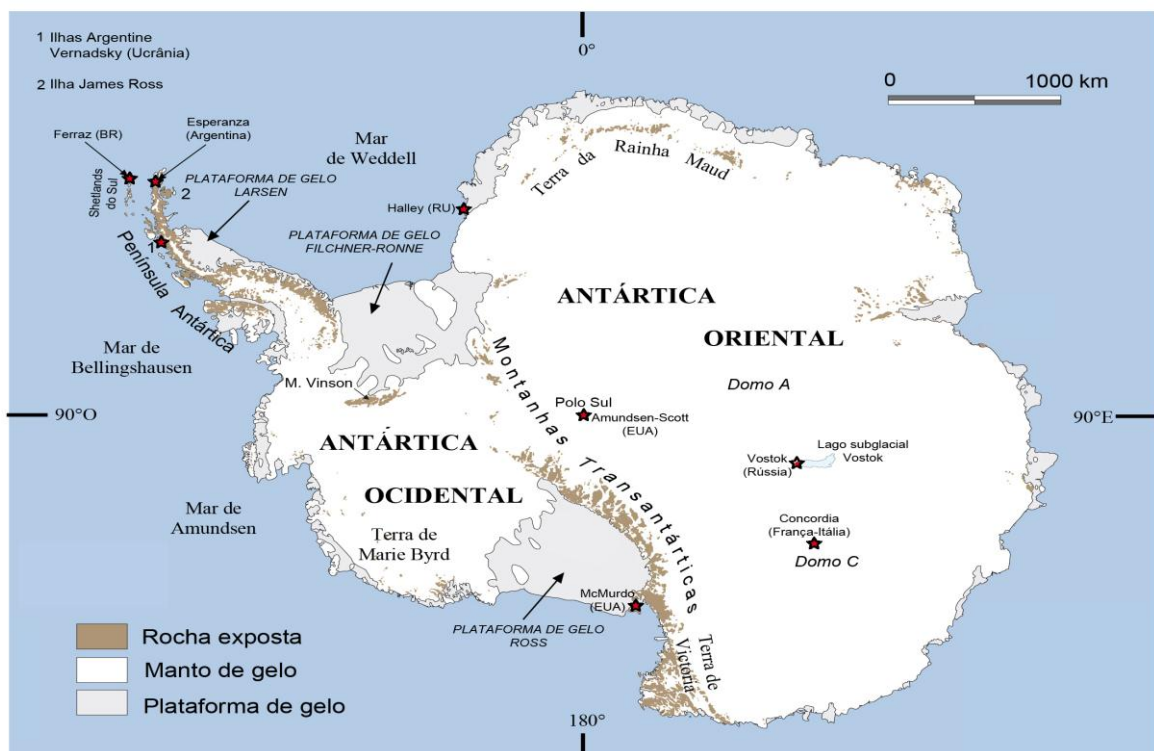 1 Ilhas Argentine
Vernadsky (Ucrânia)
2 Ilha James Ross
0°
0 1000 km
Ferraz (BR)
Esperanza
(Argentina)
Mar
de Weddell
Terra da Rainha Maud
PLATAFORMA DE GELO
LARSEN
Shetlands
do Sul
2
Halley (RU)
1
PLATAFORMA DE GELO
FILCHNER-RONNE
Península Antártica
ANTÁRTICA
ORIENTAL
Mar de
Bellingshausen
Montanhas Transantárticas
M. Vinson
Domo A
Polo Sul
Amundsen-Scott
(EUA)
90°O
90°E
ANTÁRTICA
OCIDENTAL
Lago subglacial
Vostok
Vostok
(Rússia)
Mar de
Amundsen
Terra de
Marie Byrd
Concordia
(França-Itália)
Domo C
McMurdo
(EUA)
PLATAFORMA DE GELO
ROSS
Terra de
Victoria
Rocha exposta
Manto de gelo
Plataforma de gelo
180°